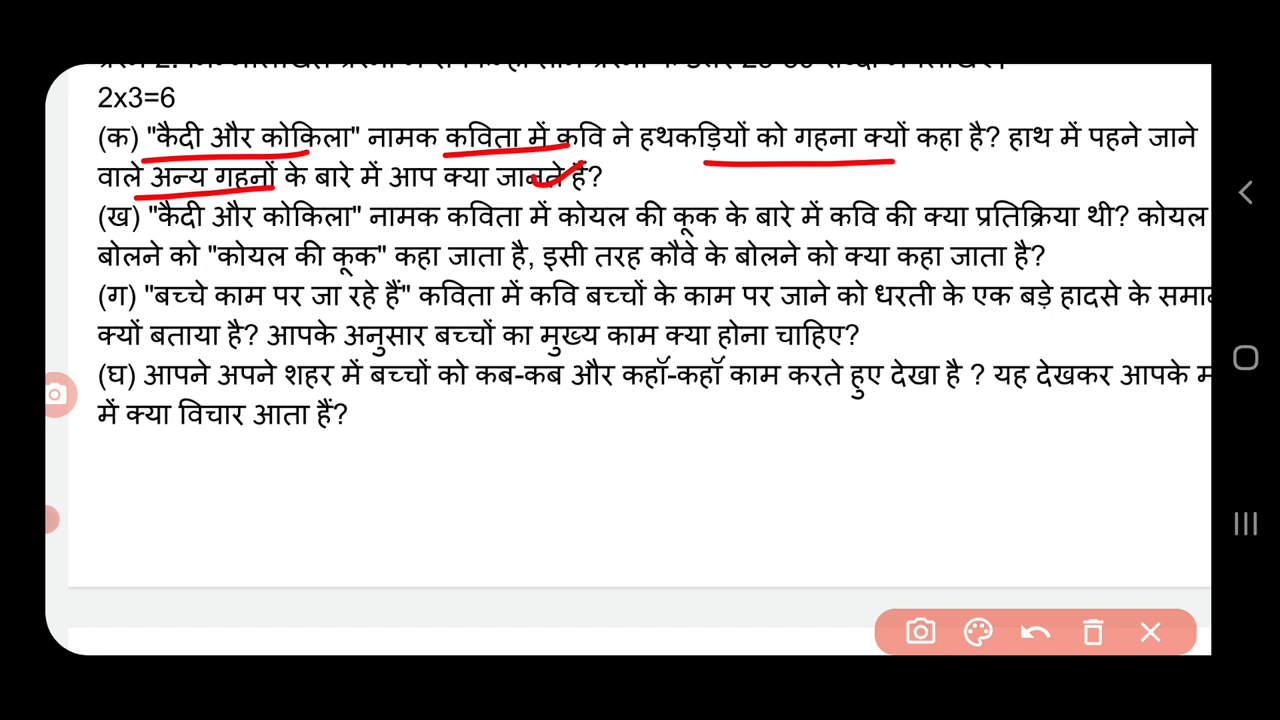 2x3=6
(क) "कैदी और कोकिला" नामक कविता में कवि ने हथकड़ियों को गहना क्यों कहा है? हाथ में पहने जाने
वाले अन्य गहनों के बारे में आप क्या जानते हैं?
(ख) "कैदी और कोकिला" नामक कविता में कोयल की कूक के बारे में कवि की क्या प्रतिक्रिया थी? कोयल
बोलने को "कोयल की कूक" कहा जाता है, इसी तरह कौवे के बोलने को क्या कहा जाता है?
(ग) "बच्चे काम पर जा रहे हैं" कविता में कवि बच्चों के काम पर जाने को धरती के एक बड़े हादसे के
क्यों बताया है? आपके अनुसार बच्चों का मुख्य काम क्या होना चाहिए?
(घ) आपने अपने शहर में बच्चों को कब-कब और कहॉ-कहॉ काम करते हुए देखा है ? यह देखकर आपके
में क्या विचार आता हैं?